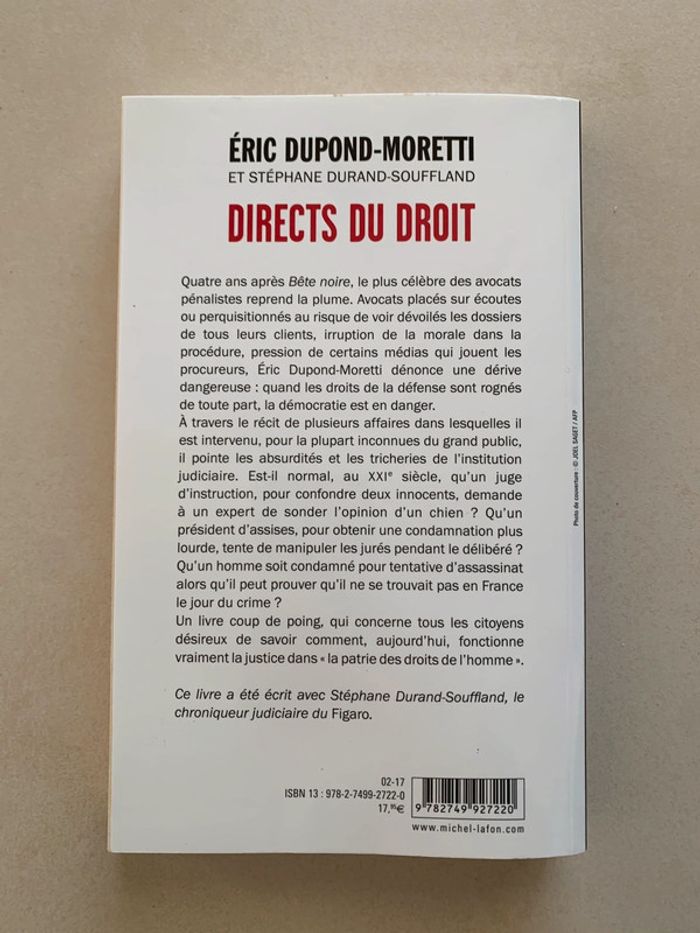 ÉRIC DUPOND-MORETTI
ET STÉPHANE DURAND-SOUFFLAND
DIRECTS DU DROIT
Quatre ans après Bête noire, le plus célèbre des avocats
pénalistes reprend la plume. Avocats placés sur écoutes
ou perquisitionnés au risque de voir dévoilés les dossiers
de tous leurs clients, irruption de la morale dans la
procédure, pression de certains médias qui jouent les
procureurs, Éric Dupond-Moretti dénonce une dérive
dangereuse : quand les droits de la défense sont rognés
de toute part, la démocratie est en danger.
À travers le récit de plusieurs affaires dans lesquelles il
est intervenu, pour la plupart inconnues du grand public,
il pointe les absurdités et les tricheries de l'institution
judiciaire. Est-il normal, au XXIe siècle, qu'un juge
d'instruction, pour confondre deux innocents, demande
à un expert de sonder l'opinion d'un chien ? Qu'un
président d'assises, pour obtenir une condamnation plus
lourde, tente de manipuler les jurés pendant le délibéré ?
Qu'un homme soit condamné pour tentative d'assassinat
alors qu'il peut prouver qu'il ne se trouvait pas en France
le jour du crime ?
Un livre coup de poing, qui concerne tous les citoyens
désireux de savoir comment, aujourd'hui, fonctionne
vraiment la justice dans « la patrie des droits de l'homme ».
Ce livre a été écrit avec Stéphane Durand-Souffland, le
chroniqueur judiciaire du Figaro.
Photo de couverture : © JOEL SAGET / AFP
02-17
ISBN 13 : 978-2-7499-2722-0
17,95€
9 782749 927220
www.michel-lafon.com